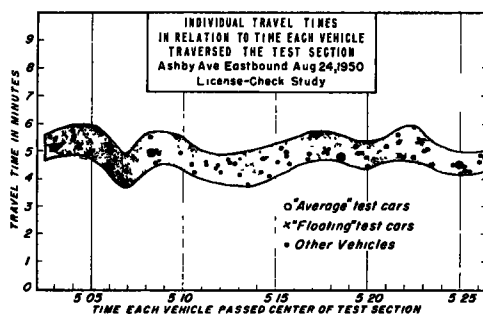 INDIVIDUAL TRAVEL TIMES
IN RELATION TO TIME EACH VEHICLE
TRAVERSED THE TEST SECTION
Ashby Ave Eastbound Aug 24, 1950
License-Check Study
TRAVEL TIME IN MINUTES
9
8
7
6
5
4
3
2
1
0
"Average" test cars
"Floating" test cars
Other Vehicles
5 05 5 10 5 15 5 20 5 25
TIME EACH VEHICLE PASSED CENTER OF TEST SECTION